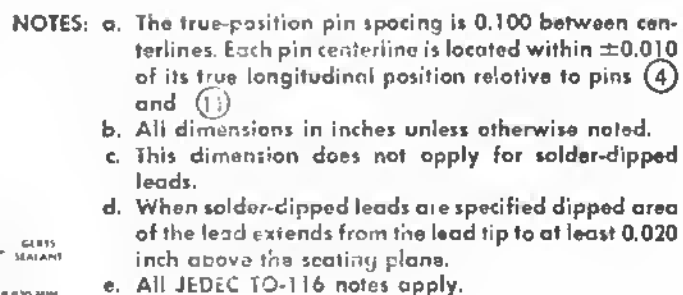 NOTES: a. The true-position pin spacing is 0.100 between cen-
terlines. Each pin centerline is located within ±0.010
of its true longitudinal position relative to pins (4)
and (11)
b. All dimensions in inches unless otherwise noted.
c. This dimension does not apply for solder-dipped
leads.
d. When solder-dipped leads are specified dipped area
of the lead extends from the lead tip to at least 0.020
inch above the seating plane.
SEALANT
e. All JEDEC TO-116 notes apply.